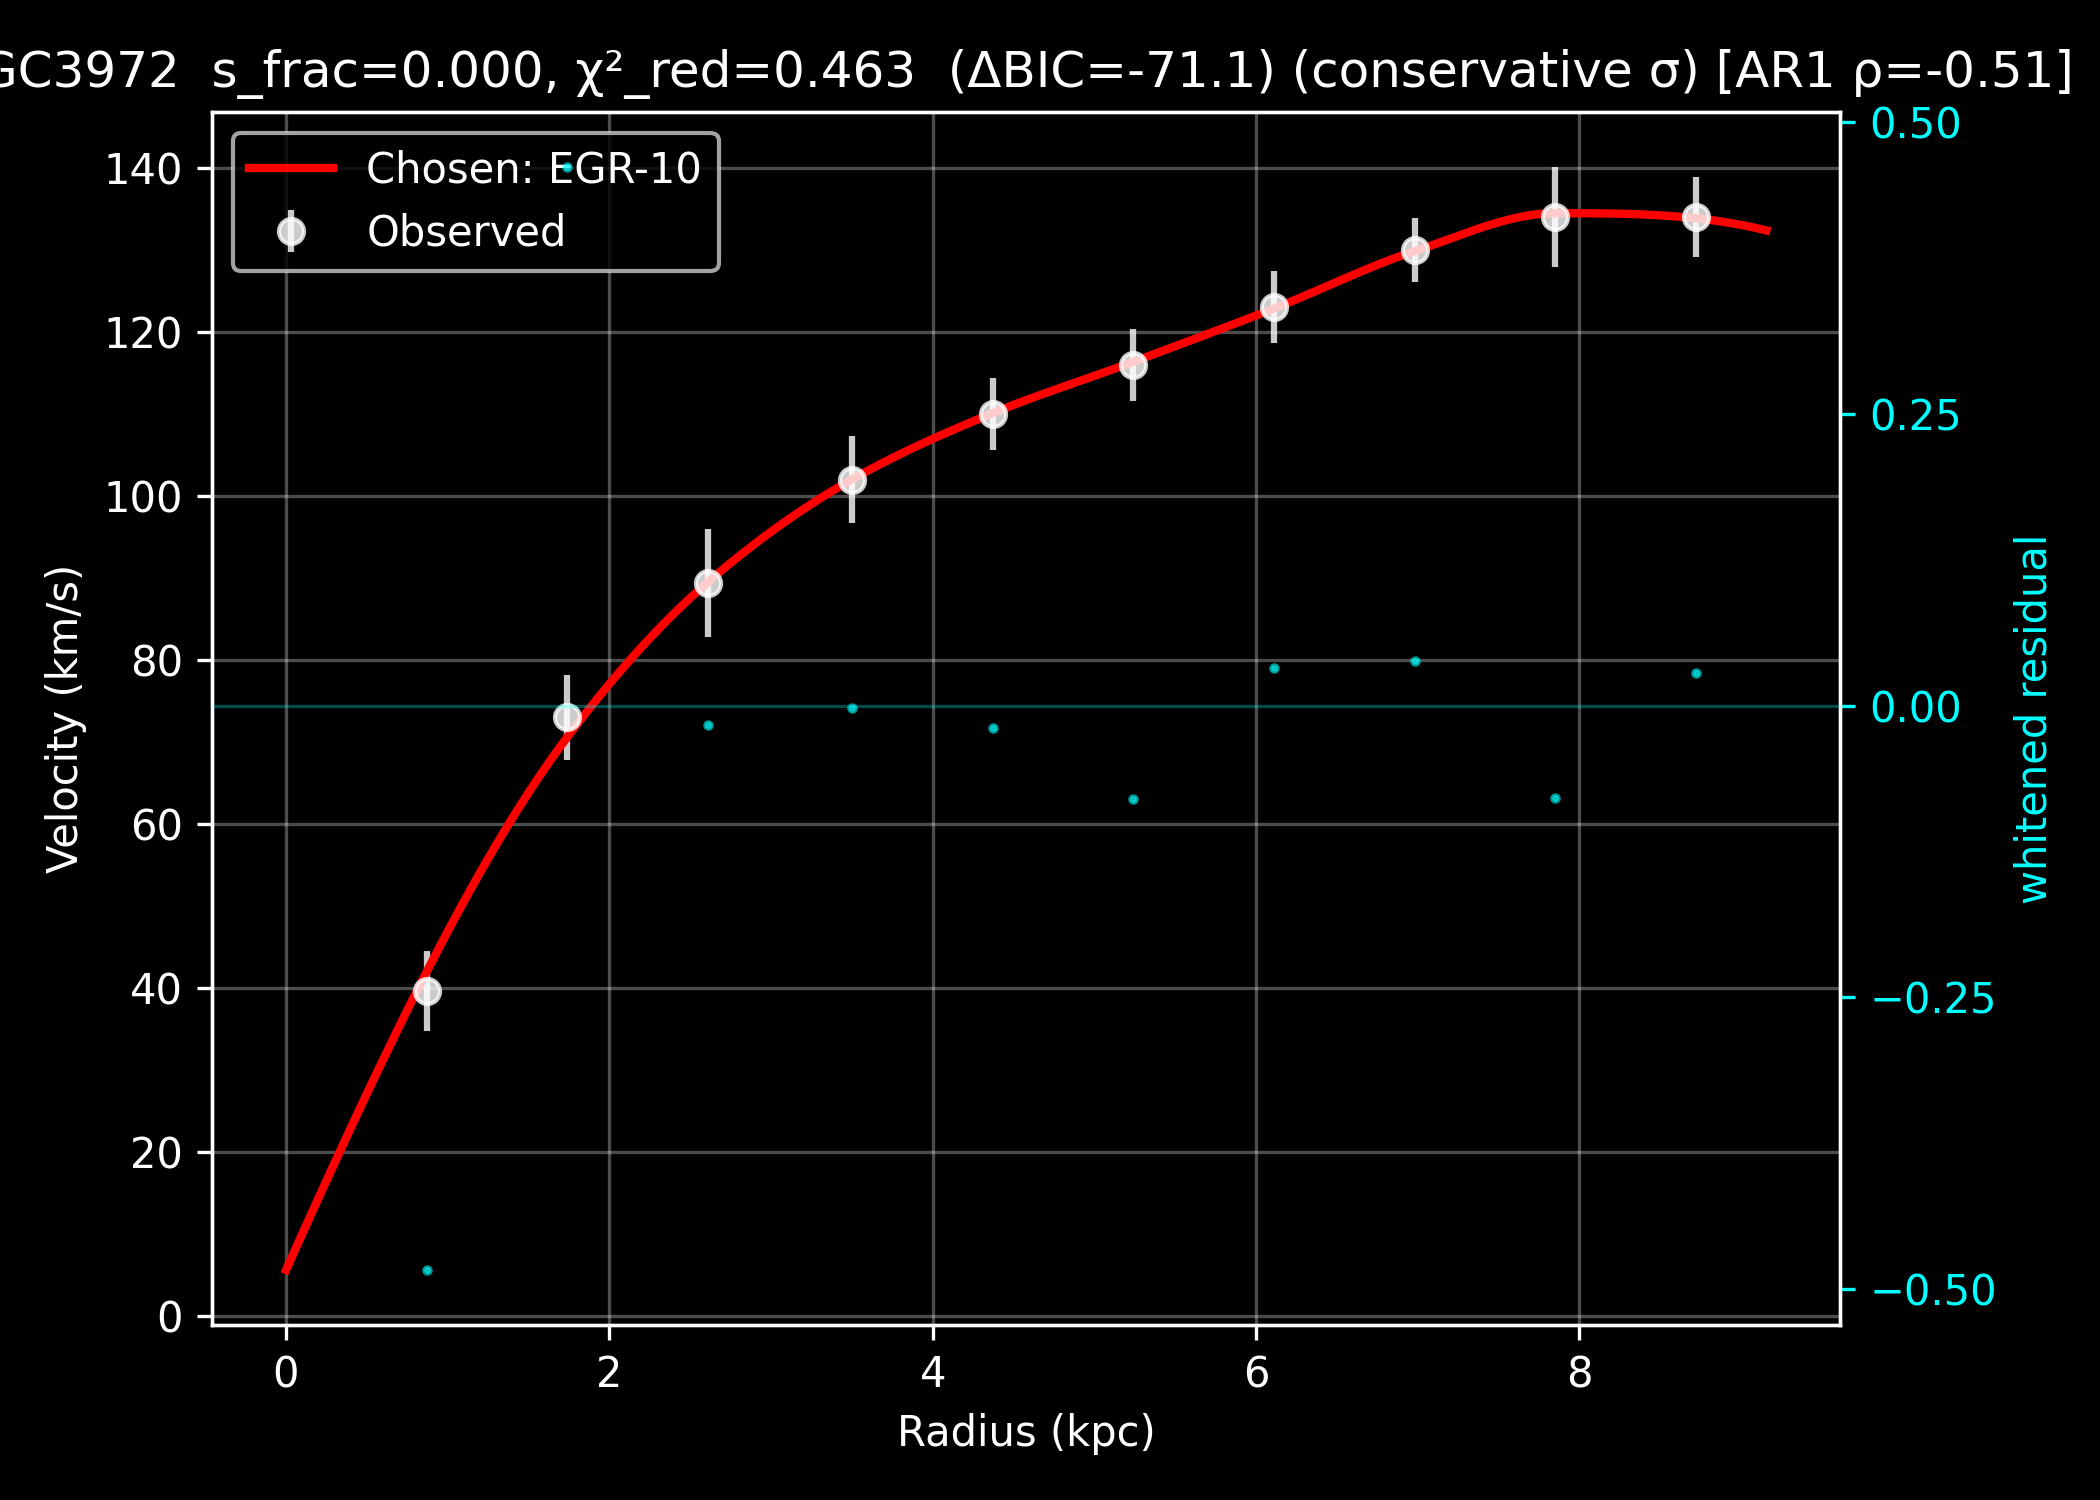 GC3972 s_frac=0.000, χ²_red=0.463 (ΔBIC=-71.1) (conservative σ) [AR1 ρ=-0.51]
Chosen: EGR-10
Observed
140
120
100
80
60
40
20
0
Velocity (km/s)
0 2 4 6 8
Radius (kpc)
0.50
0.25
0.00
−0.25
−0.50
whitened residual